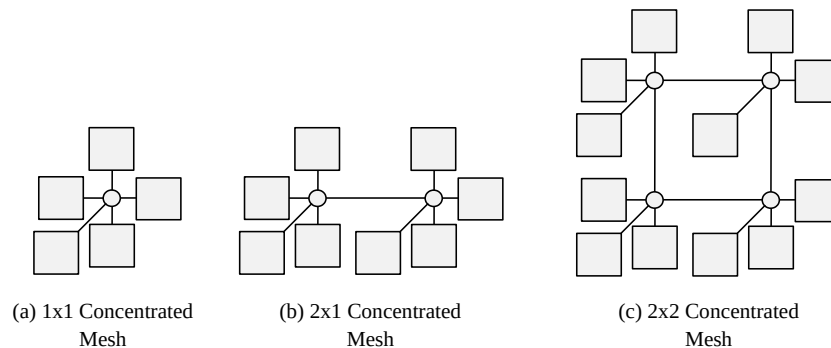 (a) 1x1 Concentrated
Mesh
(b) 2x1 Concentrated
Mesh
(c) 2x2 Concentrated
Mesh